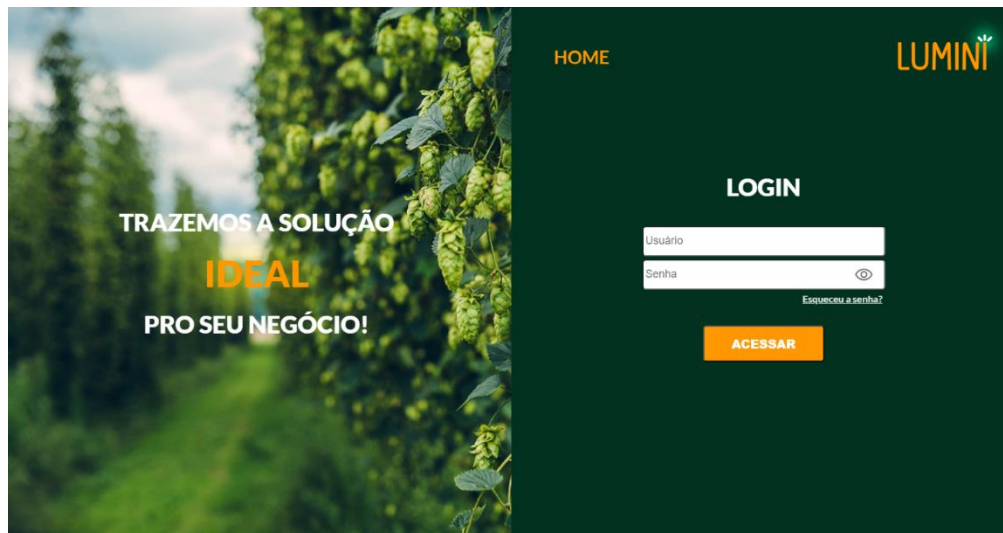 TRAZEMOS A SOLUÇÃO
IDEAL
PRO SEU NEGÓCIO!
HOME
LUMINI
LOGIN
Usuário
Senha
Esqueceu a senha?
ACESSAR